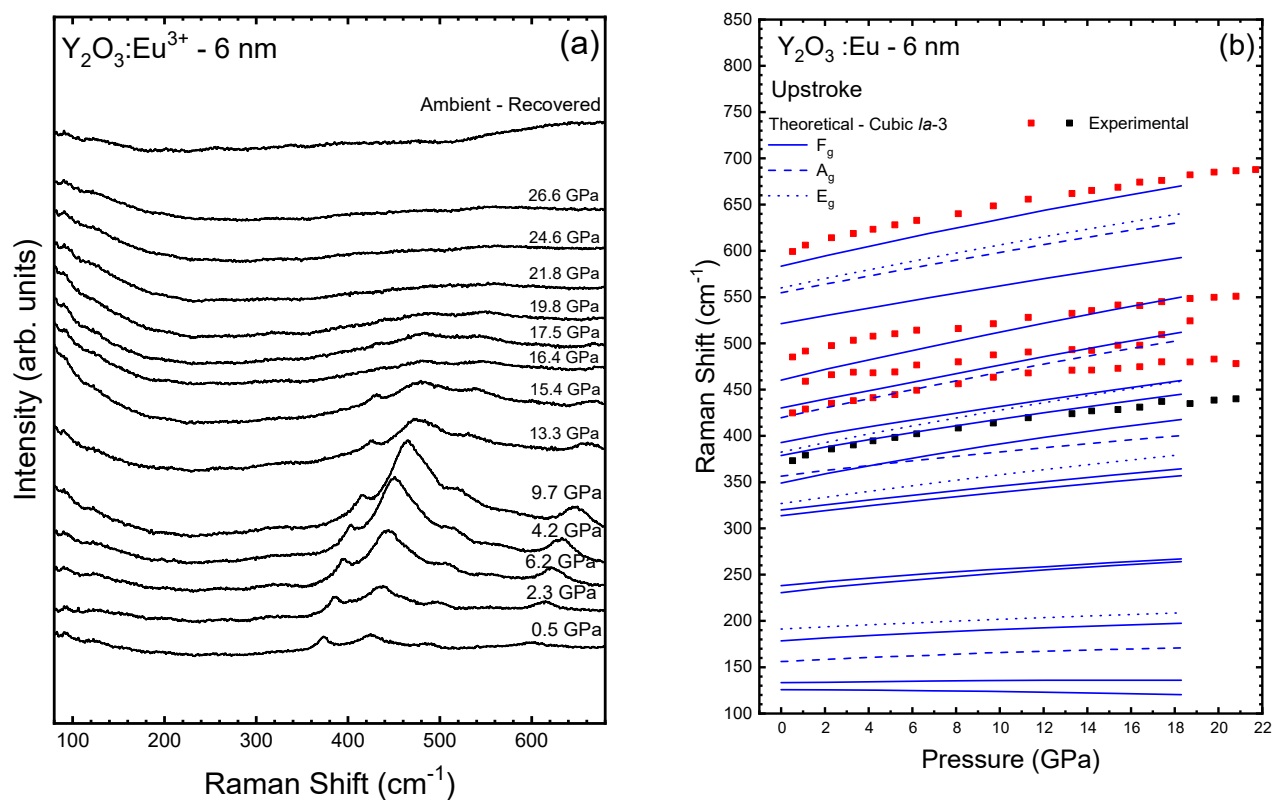 Y2O3:Eu3+ - 6 nm (a)
Ambient - Recovered
26.6 GPa
24.6 GPa
21.8 GPa
19.8 GPa
17.5 GPa
16.4 GPa
15.4 GPa
13.3 GPa
9.7 GPa
4.2 GPa
6.2 GPa
2.3 GPa
0.5 GPa
Intensity (arb. units)
100 200 300 400 500 600
Raman Shift (cm-1)
Y2O3 :Eu - 6 nm (b)
Upstroke
Theoretical - Cubic Ia-3
Experimental
Fg
Ag
Eg
850
800
750
700
650
600
550
500
450
400
350
300
250
200
150
100
Raman Shift (cm-1)
0 2 4 6 8 10 12 14 16 18 20 22
Pressure (GPa)